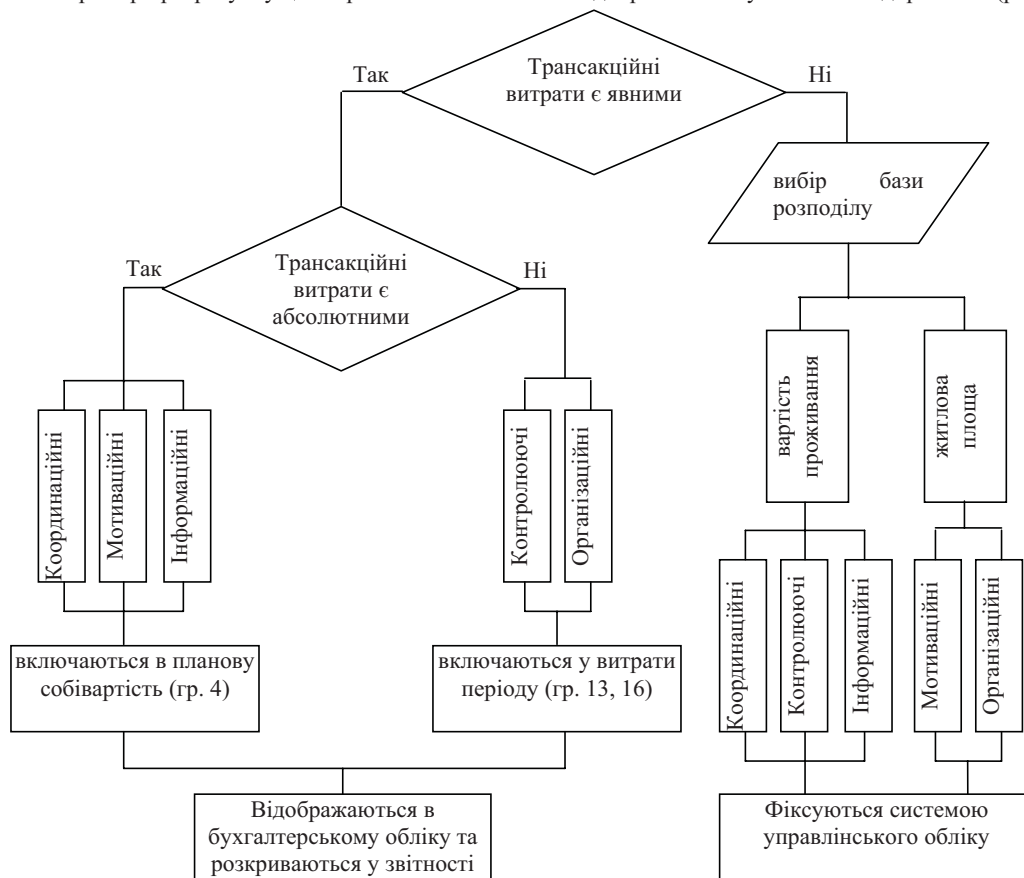 Трансакційні
витрати є явними
Так
Ні
вибір бази
розподілу
Трансакційні
витрати є
абсолютними
Так
Ні
вартість
проживання
житлова
площа
Координаційні
Мотиваційні
Інформаційні
Контролюючі
Організаційні
Координаційні
Контролюючі
Інформаційні
Мотиваційні
Організаційні
включаються в планову
собівартість (гр. 4)
включаються у витрати
періоду (гр. 13, 16)
Відображаються в
бухгалтерському обліку та
розкриваються у звітності
Фіксуються системою
управлінського обліку